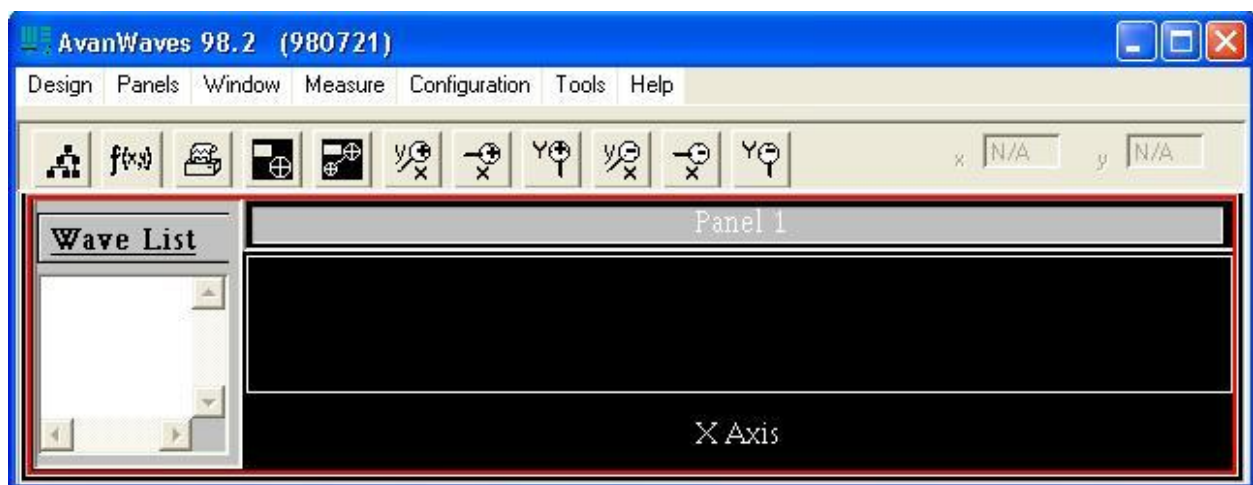 AvanWaves 98.2 (980721)
Design Panels Window Measure Configuration Tools Help
f(x,y) y x x Y y x x Y x N/A y N/A
Wave List
Panel 1
X Axis